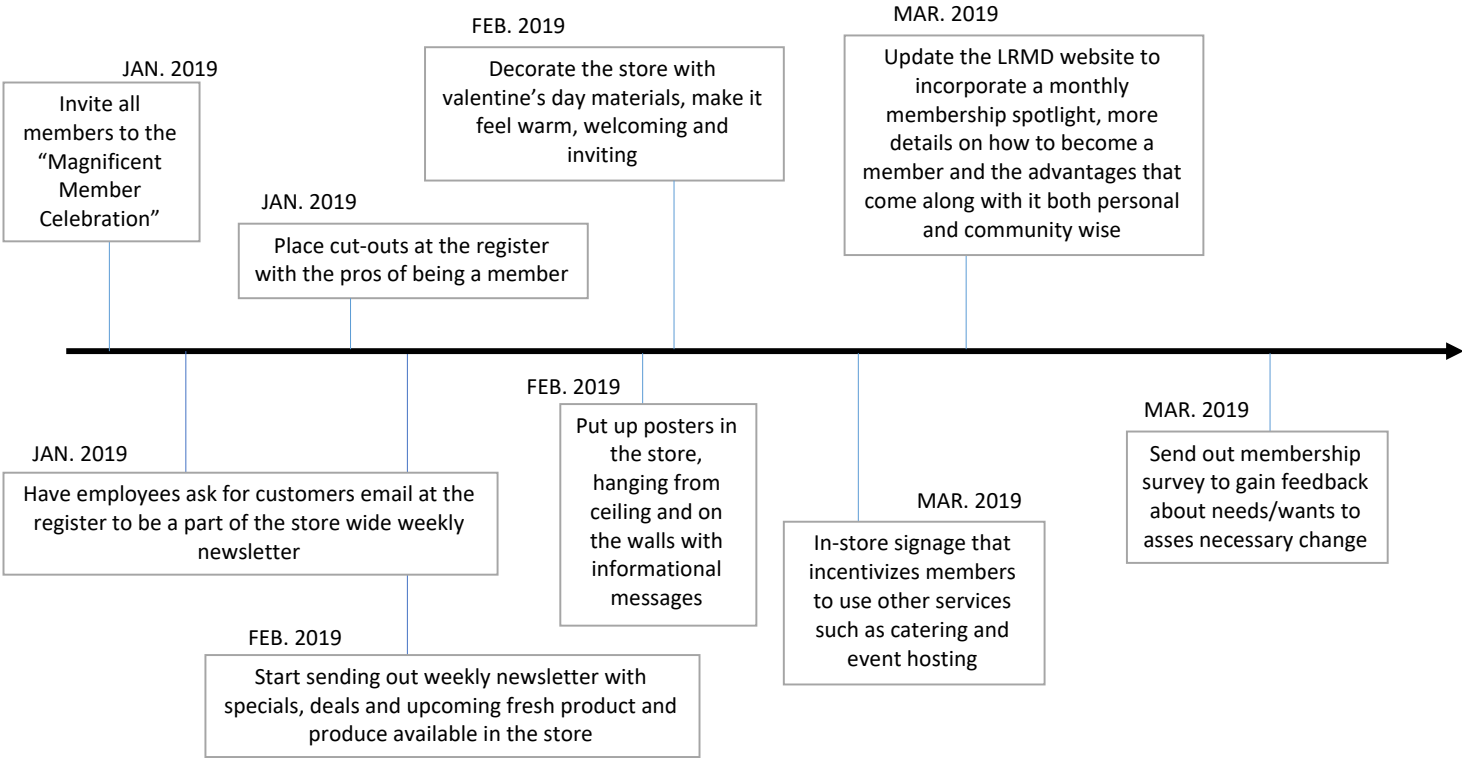 JAN. 2019
Invite all
members to the
“Magnificent
Member
Celebration”
JAN. 2019
Have employees ask for customers email at the
register to be a part of the store wide weekly
newsletter
JAN. 2019
Place cut-outs at the register
with the pros of being a member
FEB. 2019
Start sending out weekly newsletter with
specials, deals and upcoming fresh product and
produce available in the store
FEB. 2019
Put up posters in
the store,
hanging from
ceiling and on
the walls with
informational
messages
FEB. 2019
Decorate the store with
valentine’s day materials, make it
feel warm, welcoming and
inviting
MAR. 2019
In-store signage that
incentivizes members
to use other services
such as catering and
event hosting
MAR. 2019
Update the LRMD website to
incorporate a monthly
membership spotlight, more
details on how to become a
member and the advantages that
come along with it both personal
and community wise
MAR. 2019
Send out membership
survey to gain feedback
about needs/wants to
asses necessary change